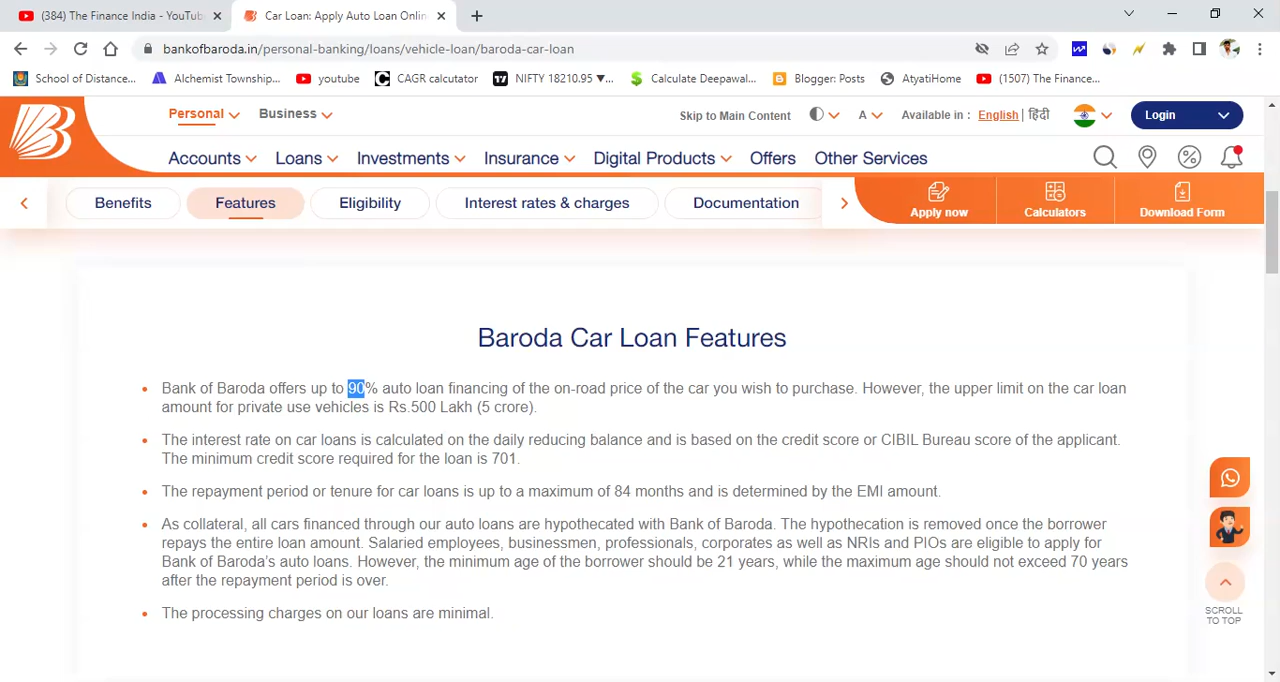 (384) The Finance India - YouTub
Car Loan: Apply Auto Loan Onlin
bankofbaroda.in/personal-banking/loans/vehicle-loan/baroda-car-loan
School of Distance... Alchemist Township... youtube CAGR calcutator NIFTY 18210.95 ▼... Calculate Deepawal... Blogger: Posts AtyatiHome (1507) The Finance...
Personal Business Skip to Main Content A Available in : English | हिंदी Login
Accounts Loans Investments Insurance Digital Products Offers Other Services
Benefits Features Eligibility Interest rates & charges Documentation Apply now Calculators Download Form
Baroda Car Loan Features
• Bank of Baroda offers up to 90% auto loan financing of the on-road price of the car you wish to purchase. However, the upper limit on the car loan
amount for private use vehicles is Rs.500 Lakh (5 crore).
• The interest rate on car loans is calculated on the daily reducing balance and is based on the credit score or CIBIL Bureau score of the applicant.
The minimum credit score required for the loan is 701.
• The repayment period or tenure for car loans is up to a maximum of 84 months and is determined by the EMI amount.
• As collateral, all cars financed through our auto loans are hypothecated with Bank of Baroda. The hypothecation is removed once the borrower
repays the entire loan amount. Salaried employees, businessmen, professionals, corporates as well as NRIs and PIOs are eligible to apply for
Bank of Baroda's auto loans. However, the minimum age of the borrower should be 21 years, while the maximum age should not exceed 70 years
after the repayment period is over.
• The processing charges on our loans are minimal.
SCROLL
TO TOP